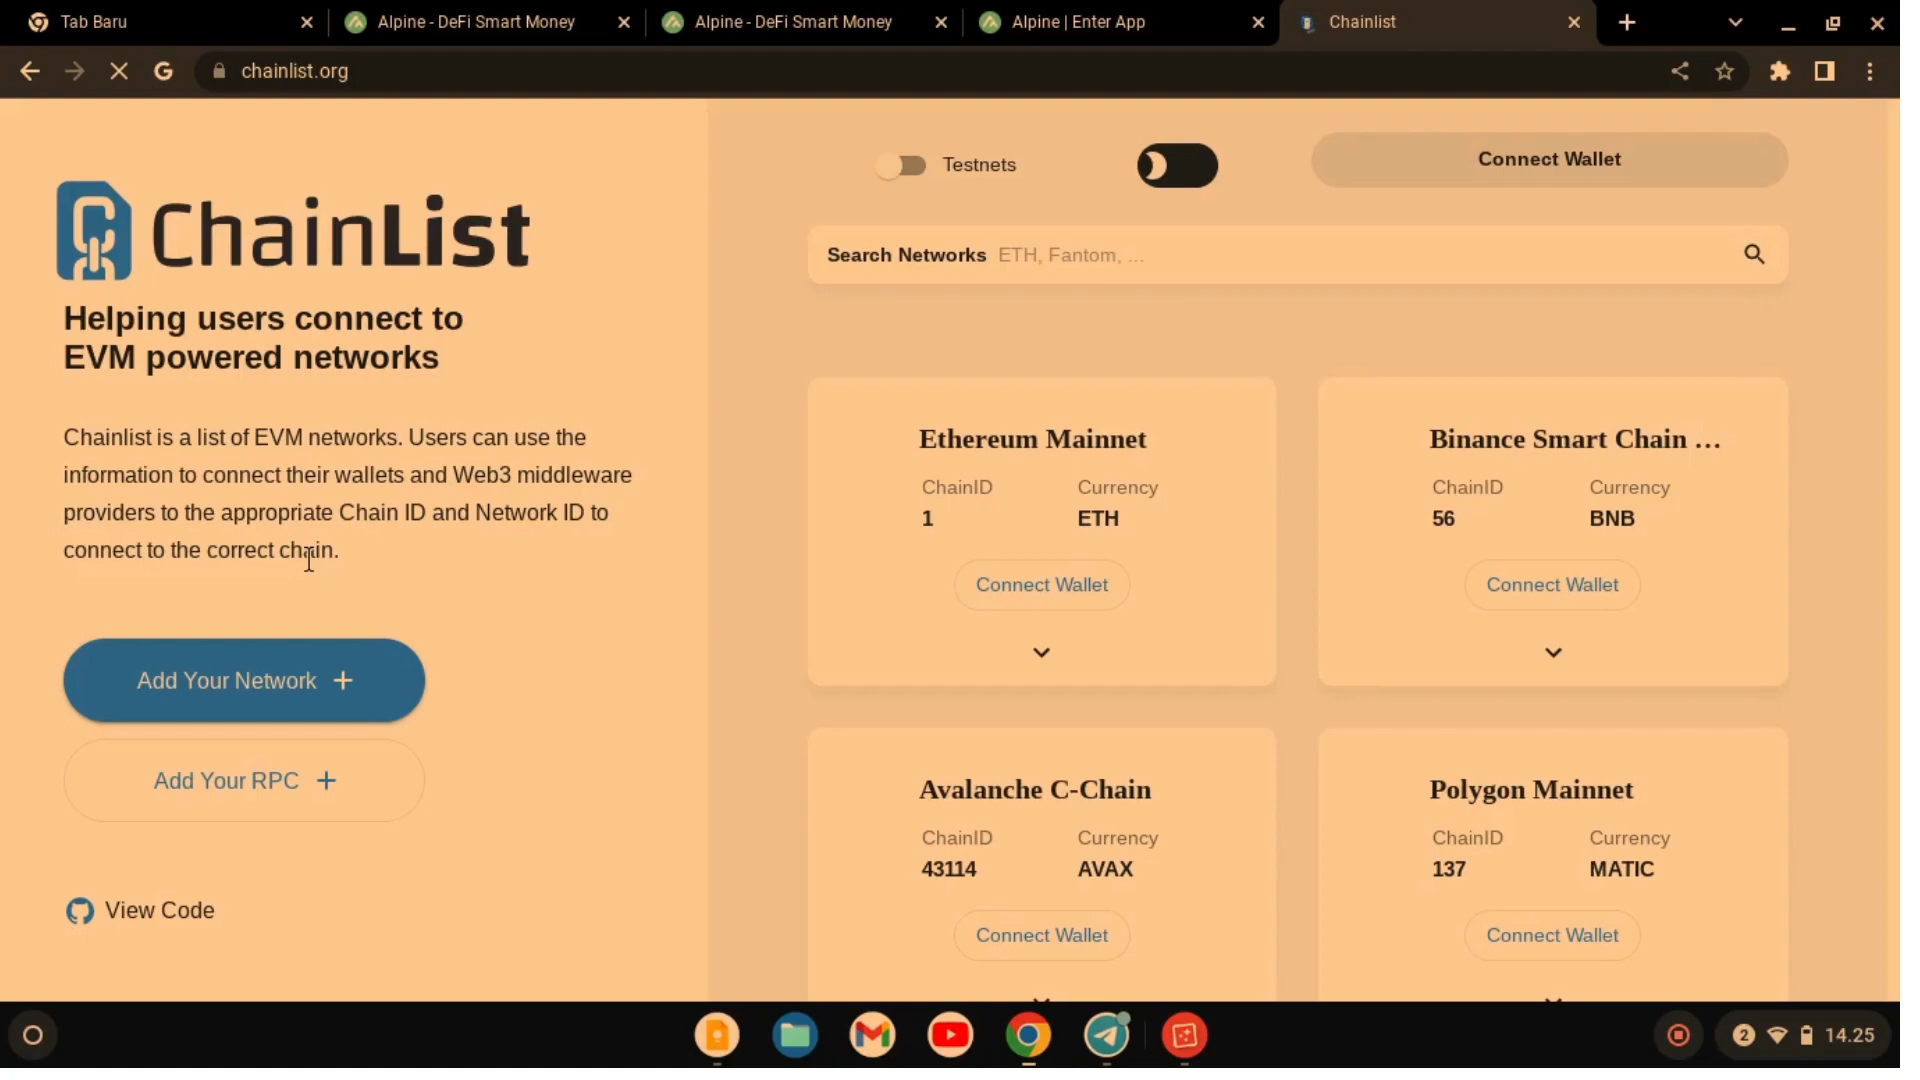 Tab Baru
Alpine - DeFi Smart Money
Alpine - DeFi Smart Money
Alpine | Enter App
Chainlist
chainlist.org
ChainList
Helping users connect to
EVM powered networks
Chainlist is a list of EVM networks. Users can use the
information to connect their wallets and Web3 middleware
providers to the appropriate Chain ID and Network ID to
connect to the correct chain.
Add Your Network +
Add Your RPC +
View Code
Testnets
Connect Wallet
Search Networks ETH, Fantom, ...
Ethereum Mainnet
ChainID Currency
1 ETH
Connect Wallet
Binance Smart Chain ...
ChainID Currency
56 BNB
Connect Wallet
Avalanche C-Chain
ChainID Currency
43114 AVAX
Connect Wallet
Polygon Mainnet
ChainID Currency
137 MATIC
Connect Wallet
2 14.25